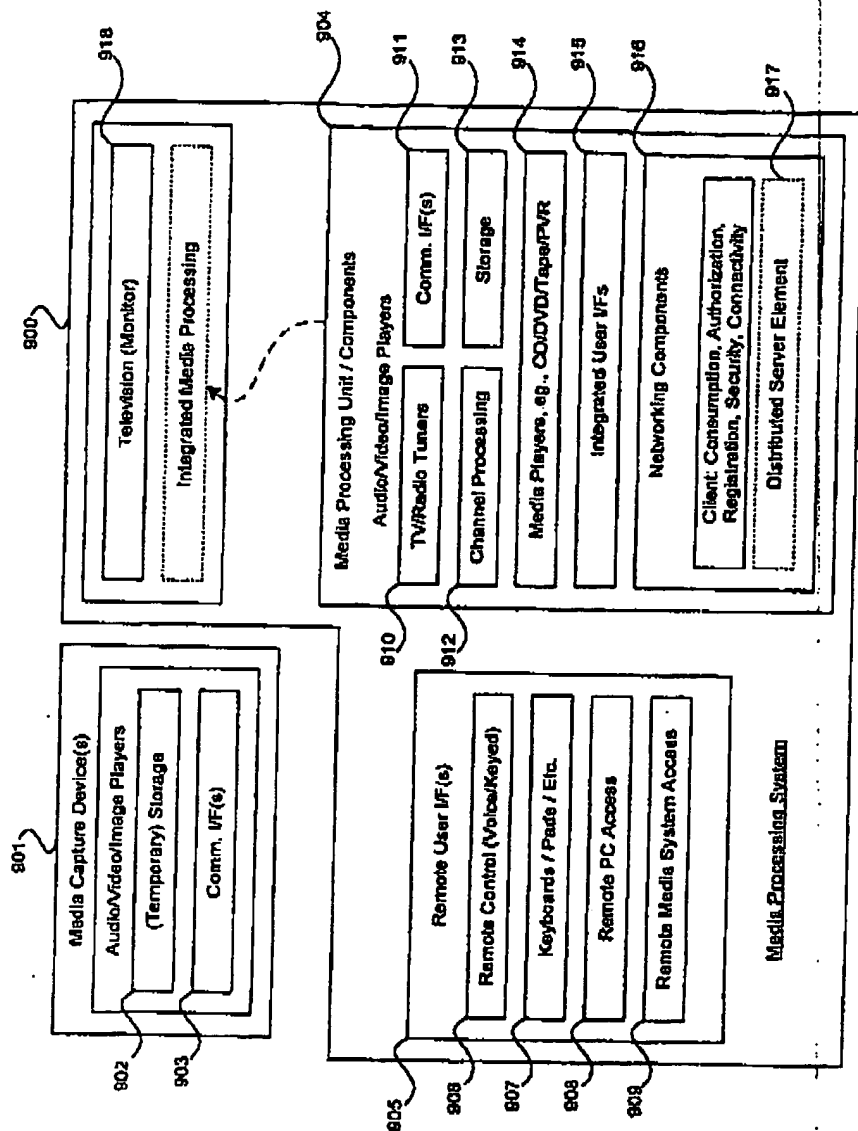 900
918
Television (Monitor)
Integrated Media Processing
901
Media Capture Device(s)
Audio/Video/Image Players
(Temporary) Storage
Comm. I/F(s)
902
903
904
Media Processing Unit / Components
Audio/Video/Image Players
TV/Radio Tuners
Comm. I/F(s)
Channel Processing
Storage
Media Players, eg., CD/DVD/Tape/PVR
Integrated User I/Fs
Networking Components
Client: Consumption, Authorization,
Registration, Security, Connectivity
Distributed Server Element
910
911
912
913
914
915
916
917
Remote User I/F(s)
Remote Control (Voice/Keyed)
Keyboards / Pads / Etc.
Remote PC Access
Remote Media System Access
905
906
907
908
909
Media Processing System